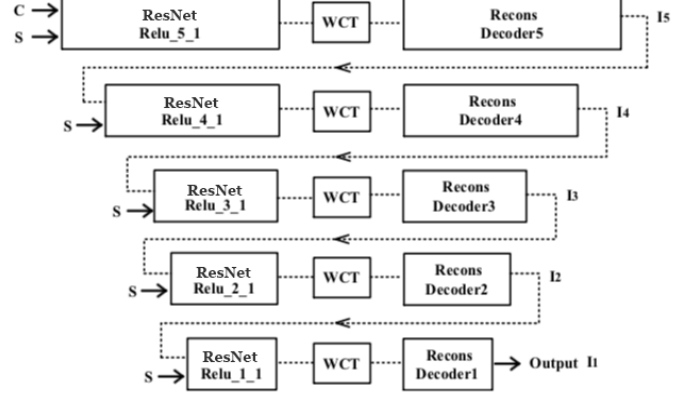 C
S
ResNet
Relu_5_1
WCT
Recons
Decoder5
I5
S
ResNet
Relu_4_1
WCT
Recons
Decoder4
I4
S
ResNet
Relu_3_1
WCT
Recons
Decoder3
I3
S
ResNet
Relu_2_1
WCT
Recons
Decoder2
I2
S
ResNet
Relu_1_1
WCT
Recons
Decoder1
Output I1